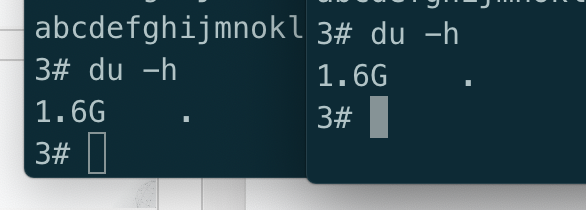 abcdefghijmnokl
3# du -h
1.6G    .
3#
3# du -h
1.6G    .
3#